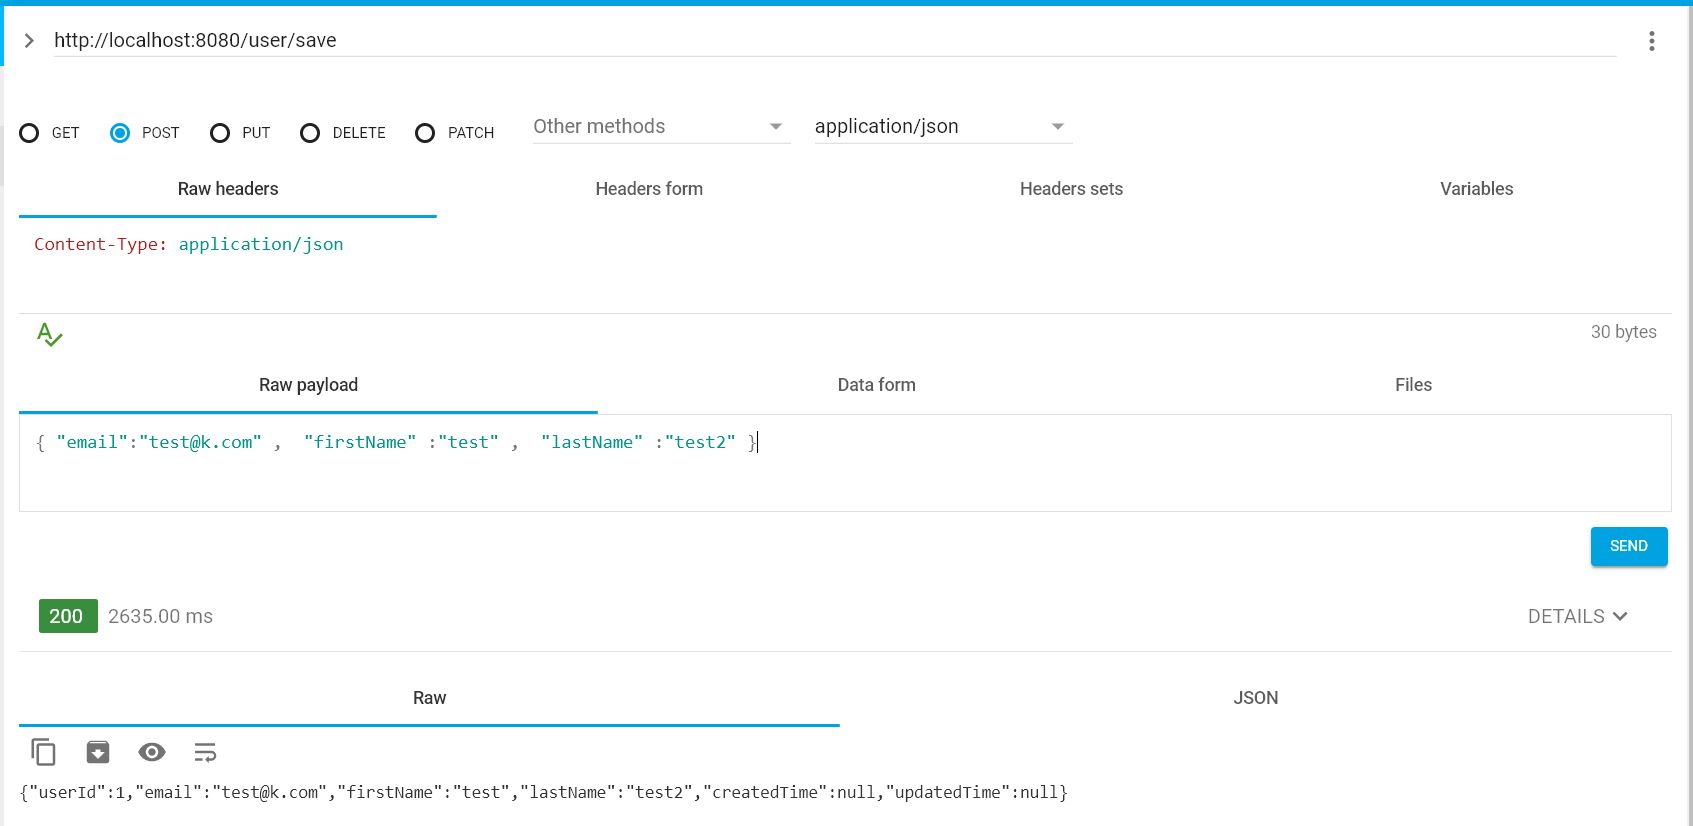 http://localhost:8080/user/save
GET POST PUT DELETE PATCH Other methods application/json
Raw headers Headers form Headers sets Variables
Content-Type: application/json
30 bytes
Raw payload Data form Files
{ "email":"test@k.com" , "firstName" :"test" , "lastName" :"test2" }
SEND
200 2635.00 ms DETAILS
Raw JSON
{"userId":1,"email":"test@k.com","firstName":"test","lastName":"test2","createdTime":null,"updatedTime":null}